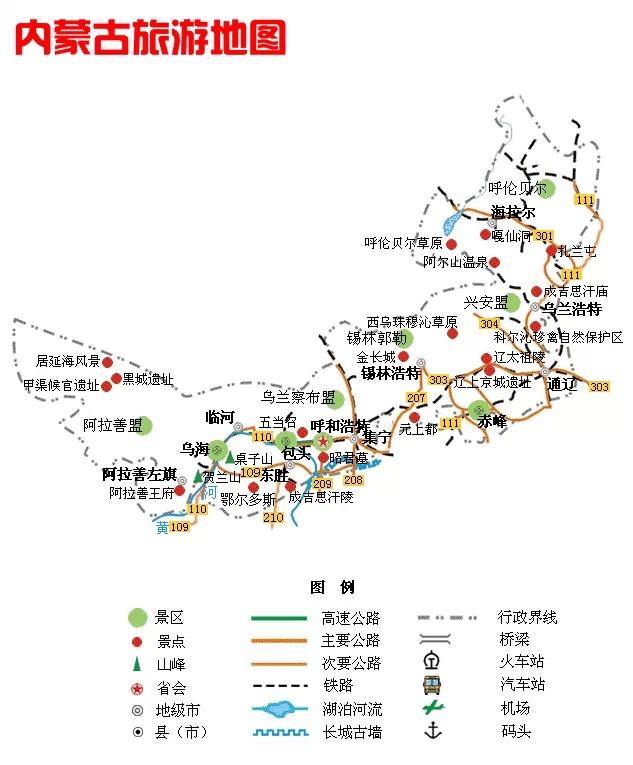 内蒙古旅游地图
呼伦贝尔
111
海拉尔
嘎仙洞
301
呼伦贝尔草原
扎兰屯
阿尔山温泉
111
成吉思汗庙
兴安盟
乌兰浩特
西乌珠穆沁草原
304
锡林郭勒
科尔沁珍禽自然保护区
居延海风景
金长城
辽太祖陵
黑城遗址
锡林浩特
303
辽上京城遗址
通辽
303
甲渠候官遗址
乌兰察布盟
207
临河
五当召
呼和浩特
元上都
111
赤峰
阿拉善盟
110
集宁
乌海
桌子山
包头
昭君墓
阿拉善左旗
贺兰山
109
东胜
209
208
阿拉善王府
河
鄂尔多斯
成吉思汗陵
110
黄
109
210
图 例
景区
高速公路
行政界线
景点
主要公路
桥梁
山峰
次要公路
火车站
省会
铁路
汽车站
地级市
湖泊河流
机场
县（市）
长城古墙
码头